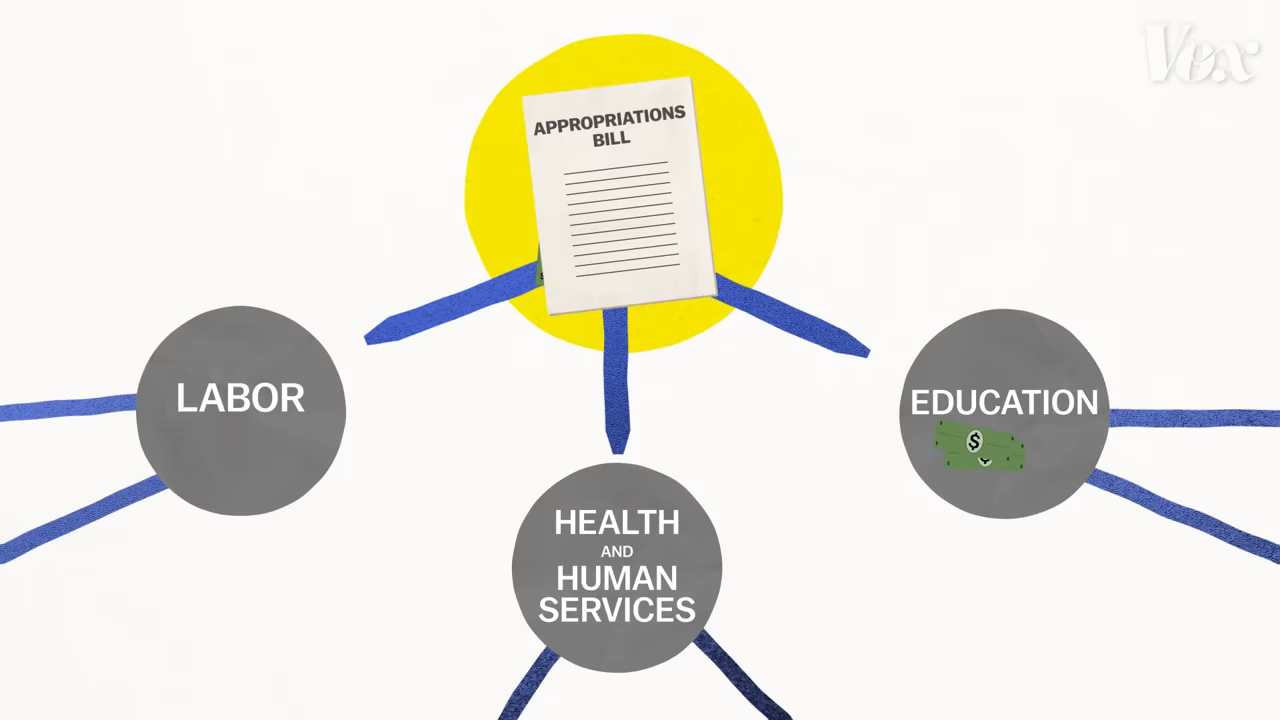 Vox
APPROPRIATIONS
BILL
LABOR
EDUCATION
$
HEALTH
AND
HUMAN
SERVICES